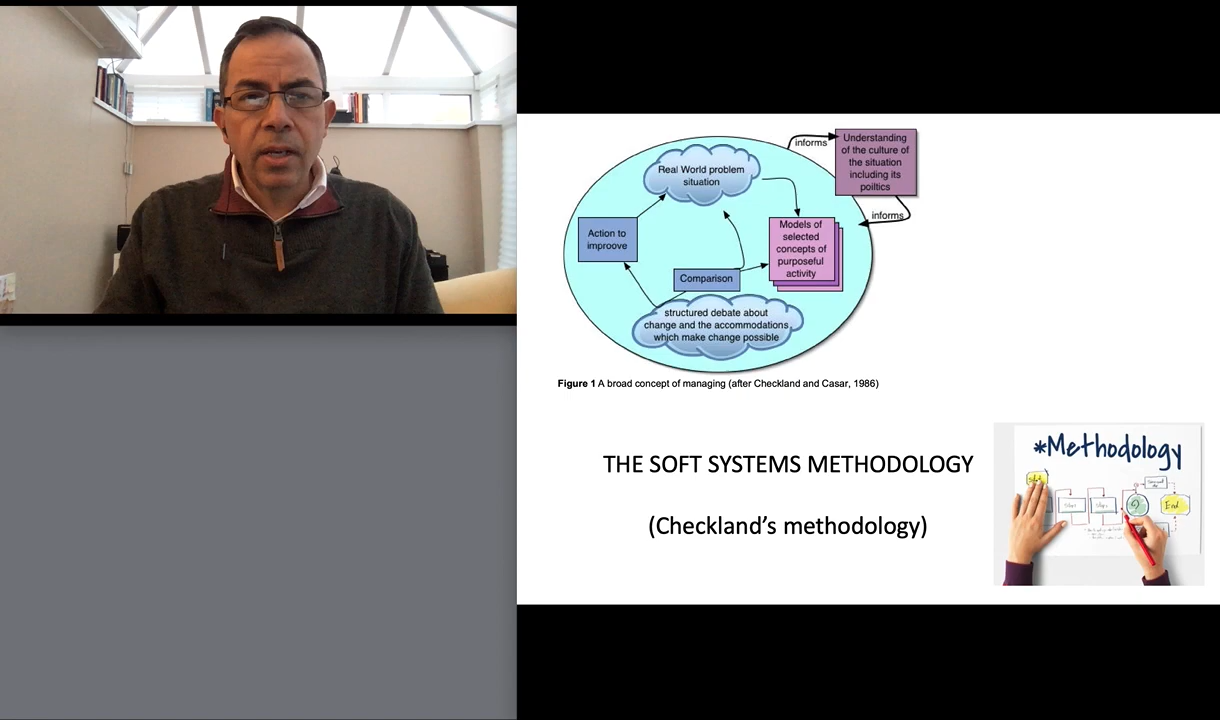 Real World problem
situation
informs
Understanding
of the culture of
the situation
including its
poiltics
informs
Action to
improove
Models of
selected
concepts of
purposeful
activity
Comparison
structured debate about
change and the accommodations
which make change possible
Figure 1 A broad concept of managing (after Checkland and Casar, 1986)
THE SOFT SYSTEMS METHODOLOGY
(Checkland’s methodology)
*Methodology
End